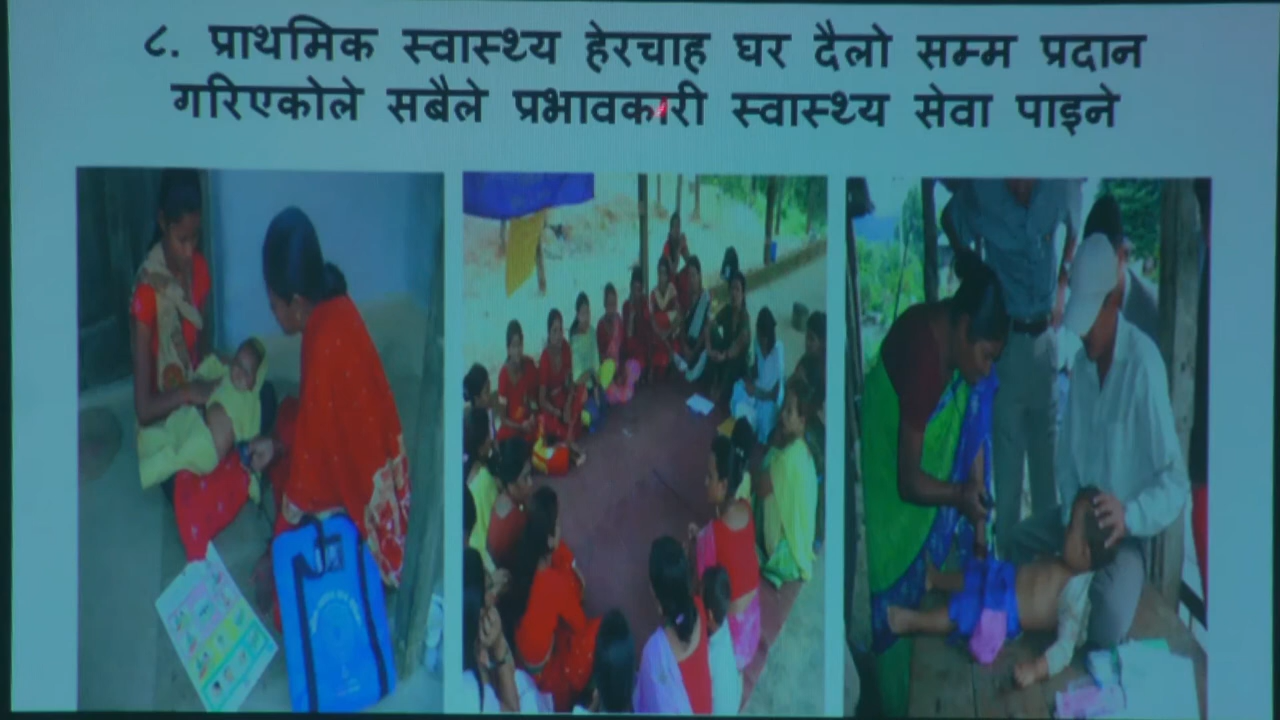 ८. प्राथमिक स्वास्थ्य हेरचाह घर दैलो सम्म प्रदान
गरिएकोले सबैले प्रभावकारी स्वास्थ्य सेवा पाइने